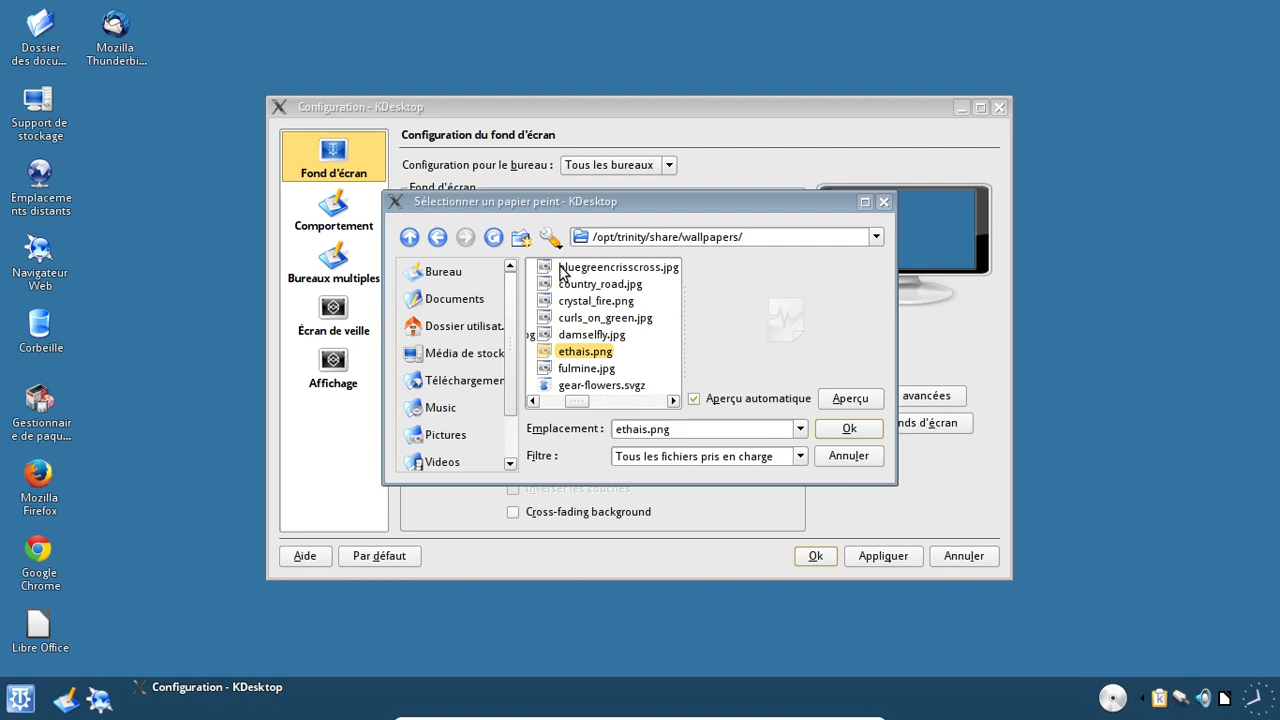 Dossier
des docu...
Mozilla
Thunderbi...
Support de
stockage
Emplaceme
nts distants
Navigateur
Web
Corbeille
Gestionnair
e de paqu...
Mozilla
Firefox
Google
Chrome
Libre Office
Configuration - KDesktop
Fond d'écran
Comportement
Bureaux multiples
Écran de veille
Affichage
Configuration du fond d'écran
Configuration pour le bureau : Tous les bureaux
Fond d'écran
Sélectionner un papier peint - KDesktop
/opt/trinity/share/wallpapers/
Bureau
Documents
Dossier utilisat.
Média de stock
Téléchargemen
Music
Pictures
Videos
bluegreencrisscross.jpg
country_road.jpg
crystal_fire.png
curls_on_green.jpg
damselfly.jpg
ethais.png
fulmine.jpg
gear-flowers.svgz
Aperçu automatique
Aperçu
Emplacement : ethais.png
Ok
Filtre : Tous les fichiers pris en charge
Annuler
avancées
nds d'écran
Inverser les couches
Cross-fading background
Aide
Par défaut
Ok
Appliquer
Annuler
Configuration - KDesktop